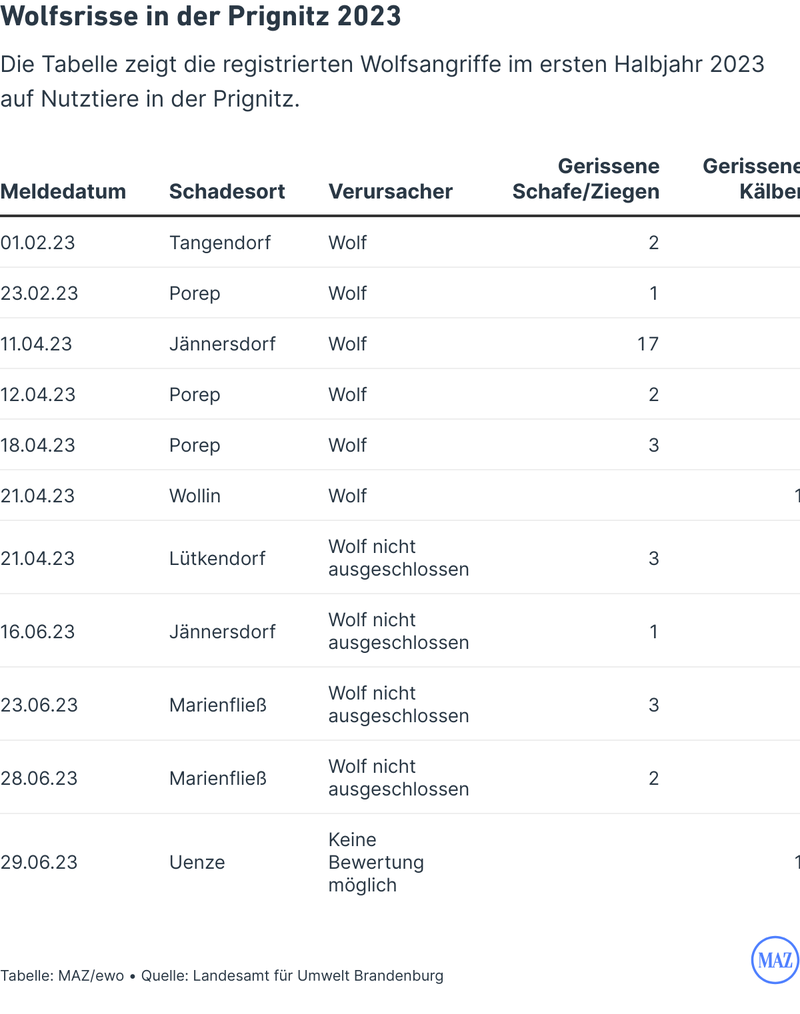 Wolfsrisse in der Prignitz 2023
Die Tabelle zeigt die registrierten Wolfsangriffe im ersten Halbjahr 2023
auf Nutztiere in der Prignitz.
Meldedatum Schadesort Verursacher Gerissene Schafe/Ziegen Gerissene Kälber
01.02.23 Tangendorf Wolf 2
23.02.23 Porep Wolf 1
11.04.23 Jännersdorf Wolf 17
12.04.23 Porep Wolf 2
18.04.23 Porep Wolf 3
21.04.23 Wollin Wolf 1
21.04.23 Lütkendorf Wolf nicht ausgeschlossen 3
16.06.23 Jännersdorf Wolf nicht ausgeschlossen 1
23.06.23 Marienfließ Wolf nicht ausgeschlossen 3
28.06.23 Marienfließ Wolf nicht ausgeschlossen 2
29.06.23 Uenze Keine Bewertung möglich 1
Tabelle: MAZ/ewo • Quelle: Landesamt für Umwelt Brandenburg
MAZ